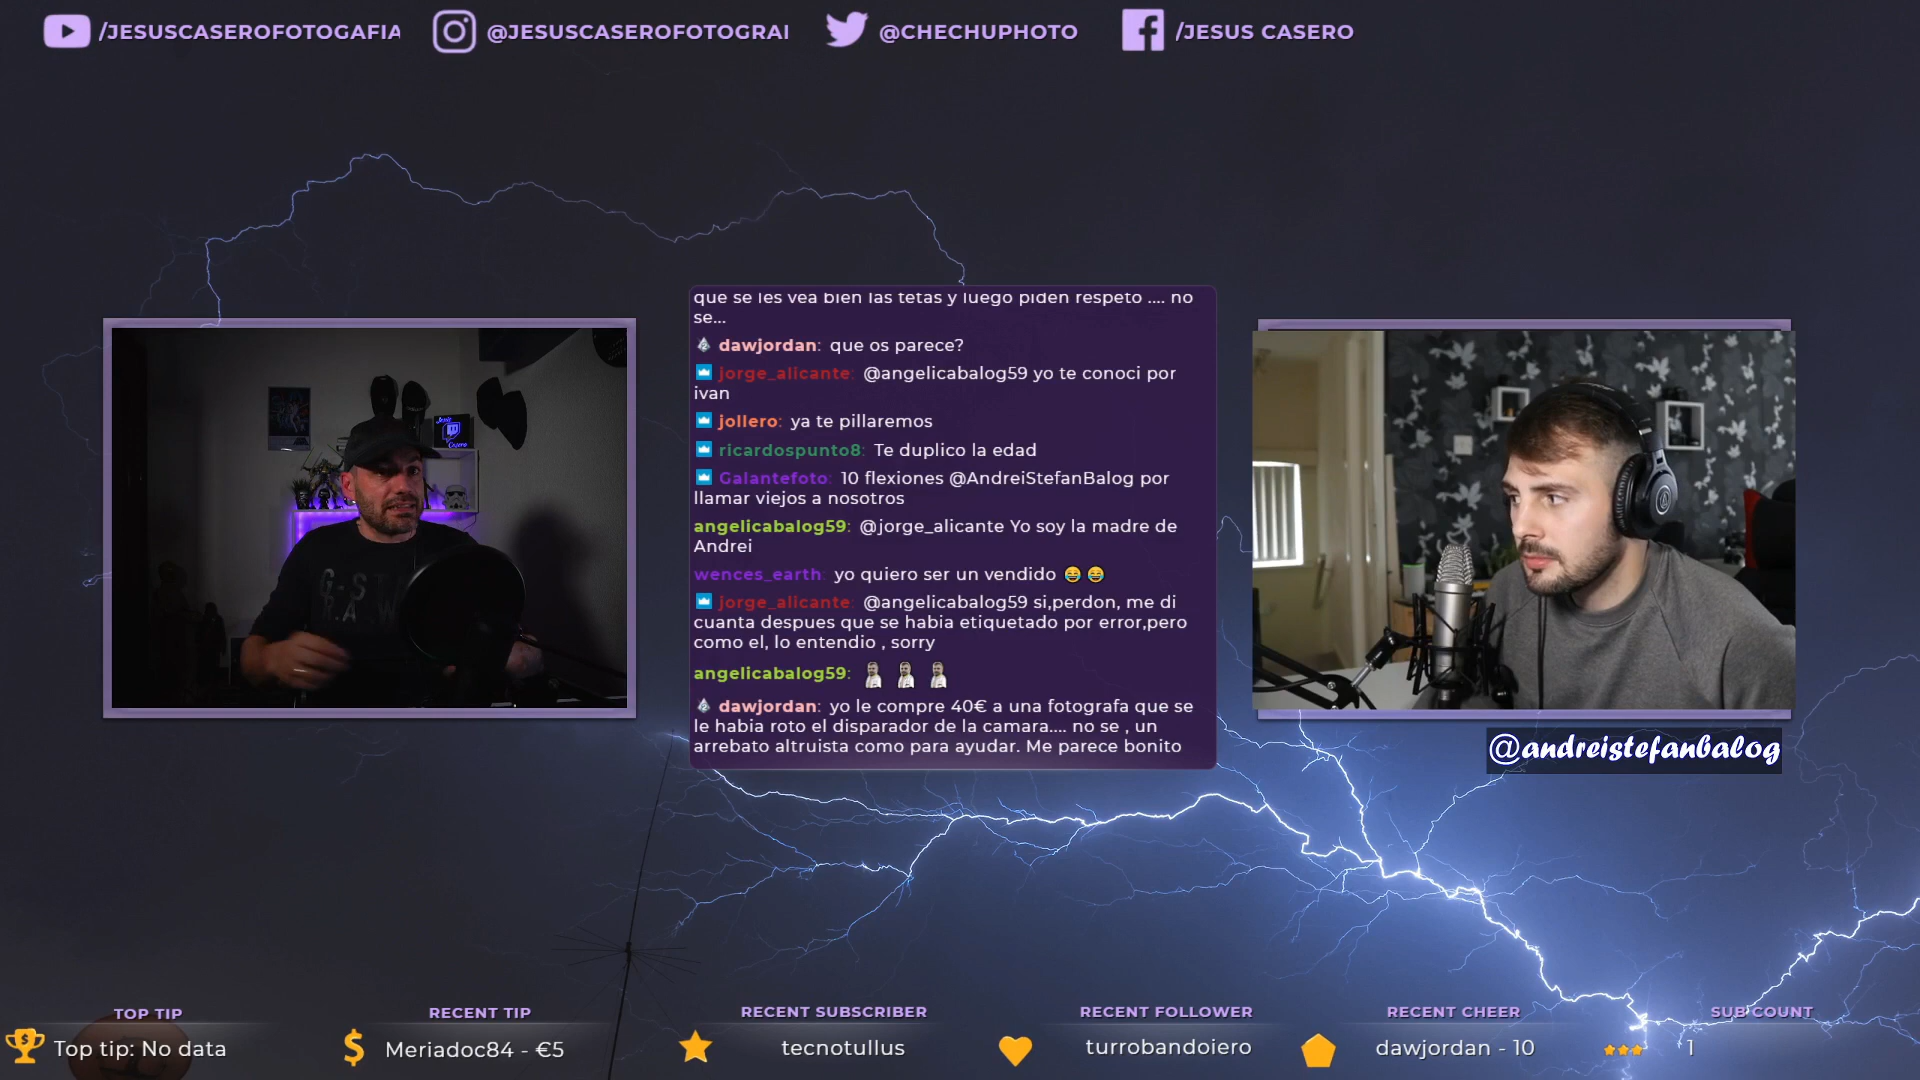 /JESUSCASEROFOTOGAFIA
@JESUSCASEROFOTOGRAI
@CHECHUPHOTO
/JESUS CASERO
que se les vea bien las tetas y luego piden respeto .... no
se...
dawjordan: que os parece?
jorge_alicante: @angelicabalog59 yo te conoci por
ivan
jollero: ya te pillaremos
ricardospunto8: Te duplico la edad
Galantefoto: 10 flexiones @AndreiStefanBalog por
llamar viejos a nosotros
angelicabalog59: @jorge_alicante Yo soy la madre de
Andrei
wences_earth: yo quiero ser un vendido 😂 😂
jorge_alicante: @angelicabalog59 si,perdon, me di
cuanta despues que se habia etiquetado por error,pero
como el, lo entendio , sorry
angelicabalog59:
dawjordan: yo le compre 40€ a una fotografa que se
le habia roto el disparador de la camara.... no se , un
arrebato altruista como para ayudar. Me parece bonito
Jesús
Casero
@andreistefanbalog
TOP TIP
Top tip: No data
RECENT TIP
Meriadoc84 - €5
RECENT SUBSCRIBER
tecnotullus
RECENT FOLLOWER
turrobandoiero
RECENT CHEER
dawjordan - 10
SUB COUNT
1